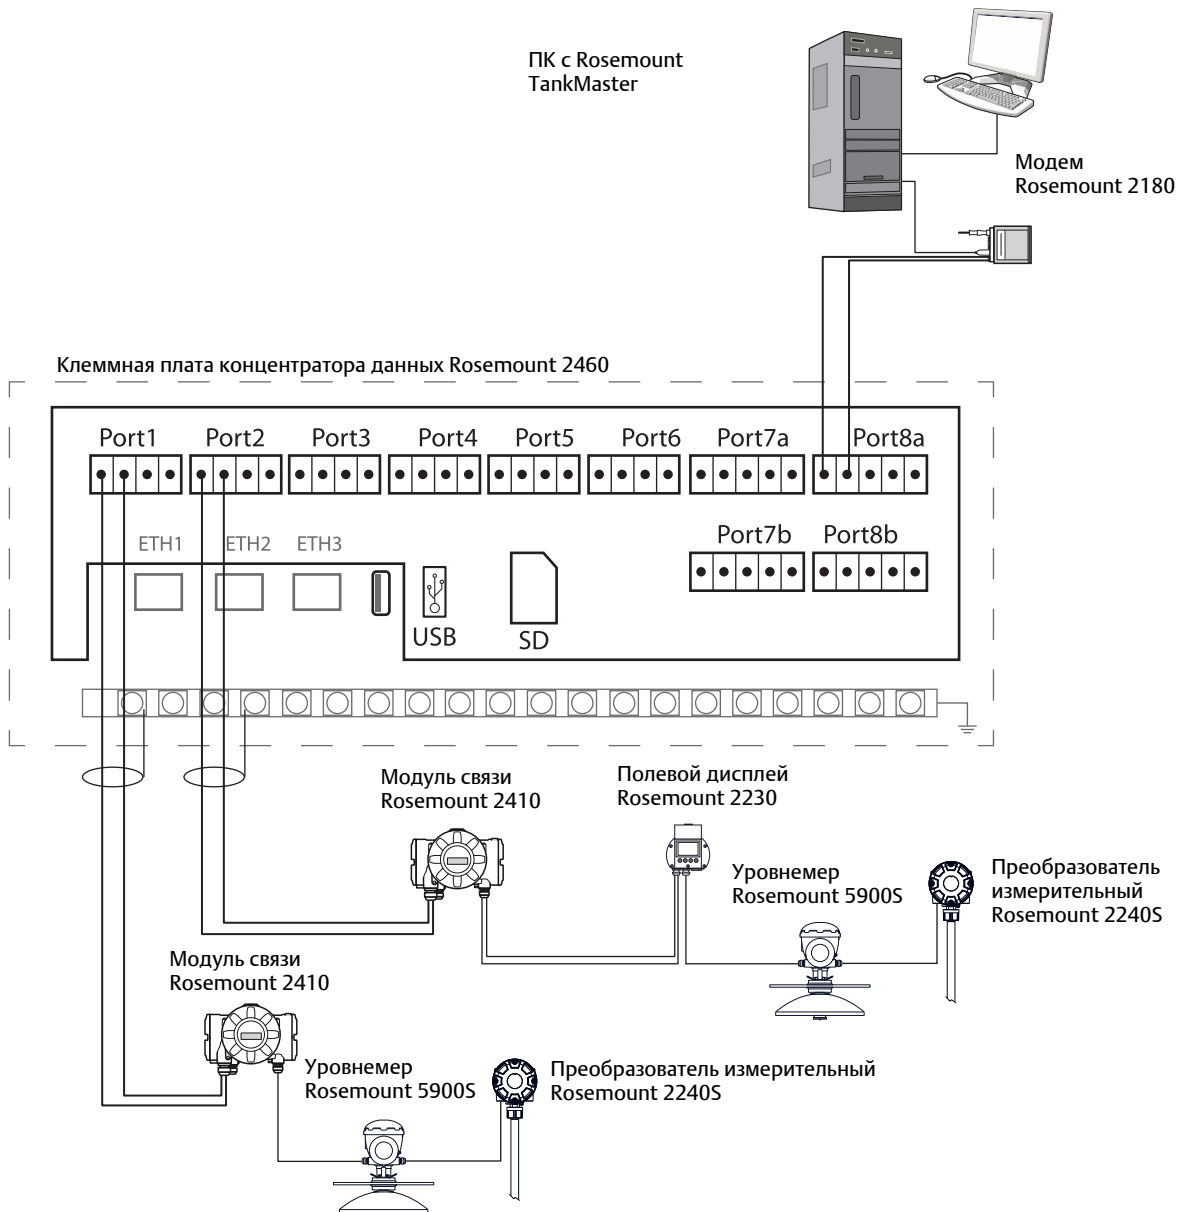 ПК с Rosemount
TankMaster
Модем
Rosemount 2180
Клеммная плата концентратора данных Rosemount 2460
Port1
Port2
Port3
Port4
Port5
Port6
Port7a
Port8a
ETH1
ETH2
ETH3
Port7b
Port8b
USB
SD
Модуль связи
Rosemount 2410
Полевой дисплей
Rosemount 2230
Уровнемер
Rosemount 5900S
Преобразователь
измерительный
Rosemount 2240S
Модуль связи
Rosemount 2410
Уровнемер
Rosemount 5900S
Преобразователь измерительный
Rosemount 2240S